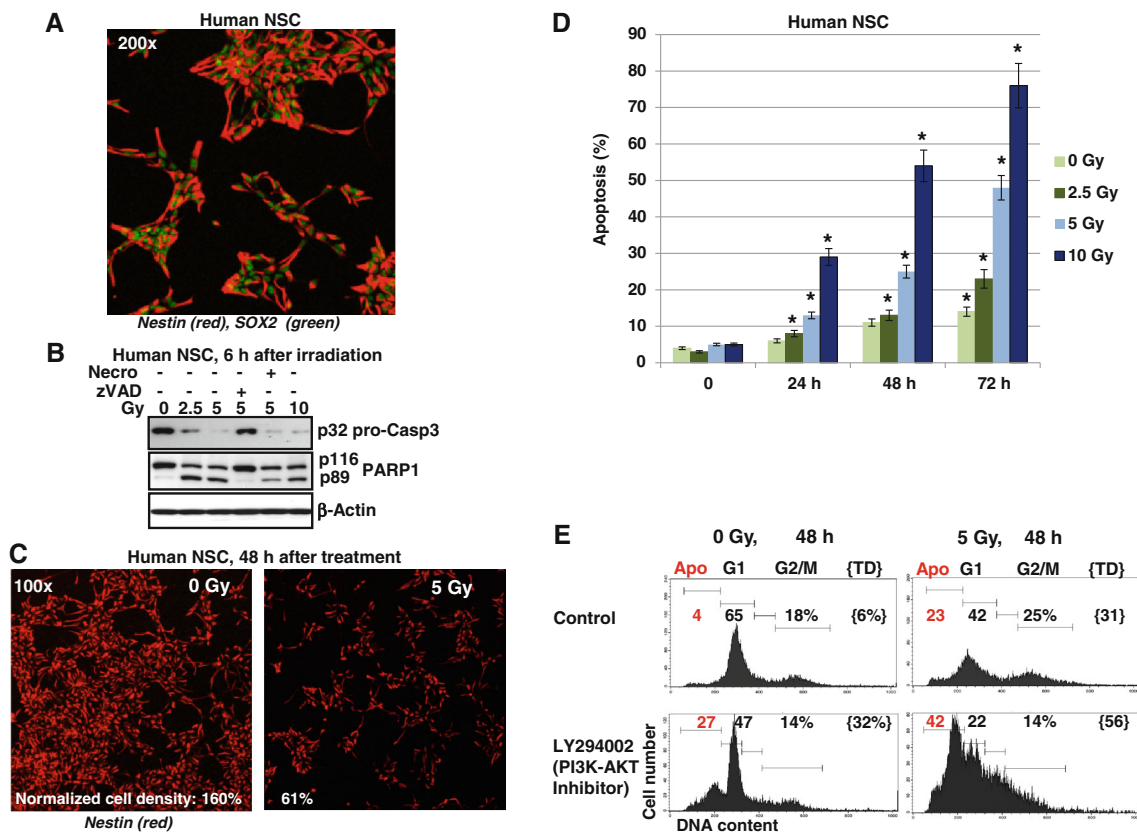 A
Human NSC
200x
Nestin (red), SOX2 (green)
B
Human NSC, 6 h after irradiation
Necro - - - - + -
zVAD - - - + - -
Gy 0 2.5 5 5 5 10
p32 pro-Casp3
p116
PARP1
p89
β-Actin
C
Human NSC, 48 h after treatment
100x
0 Gy
5 Gy
Normalized cell density: 160%
61%
Nestin (red)
D
Human NSC
Apoptosis (%)
90
80
70
60
50
40
30
20
10
0
* * *
* * *
* * *
0 24 h 48 h 72 h
0 Gy
2.5 Gy
5 Gy
10 Gy
E
0 Gy, 48 h
Apo G1 G2/M {TD}
5 Gy, 48 h
Apo G1 G2/M {TD}
Control
4 65 18% {6%}
23 42 25% {31}
LY294002
(PI3K-AKT
Inhibitor)
27 47 14% {32%}
42 22 14% {56}
Cell number
DNA content